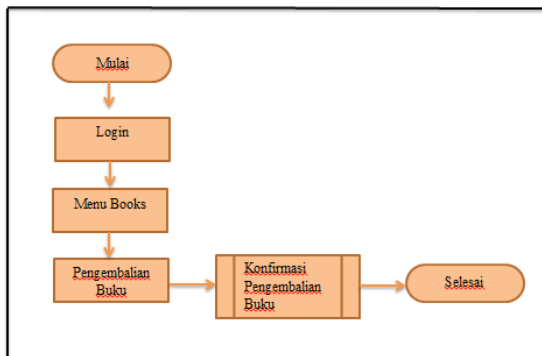 Mulai
Login
Menu Books
Pengembalian
Buku
Konfirmasi
Pengembalian
Buku
Selesai